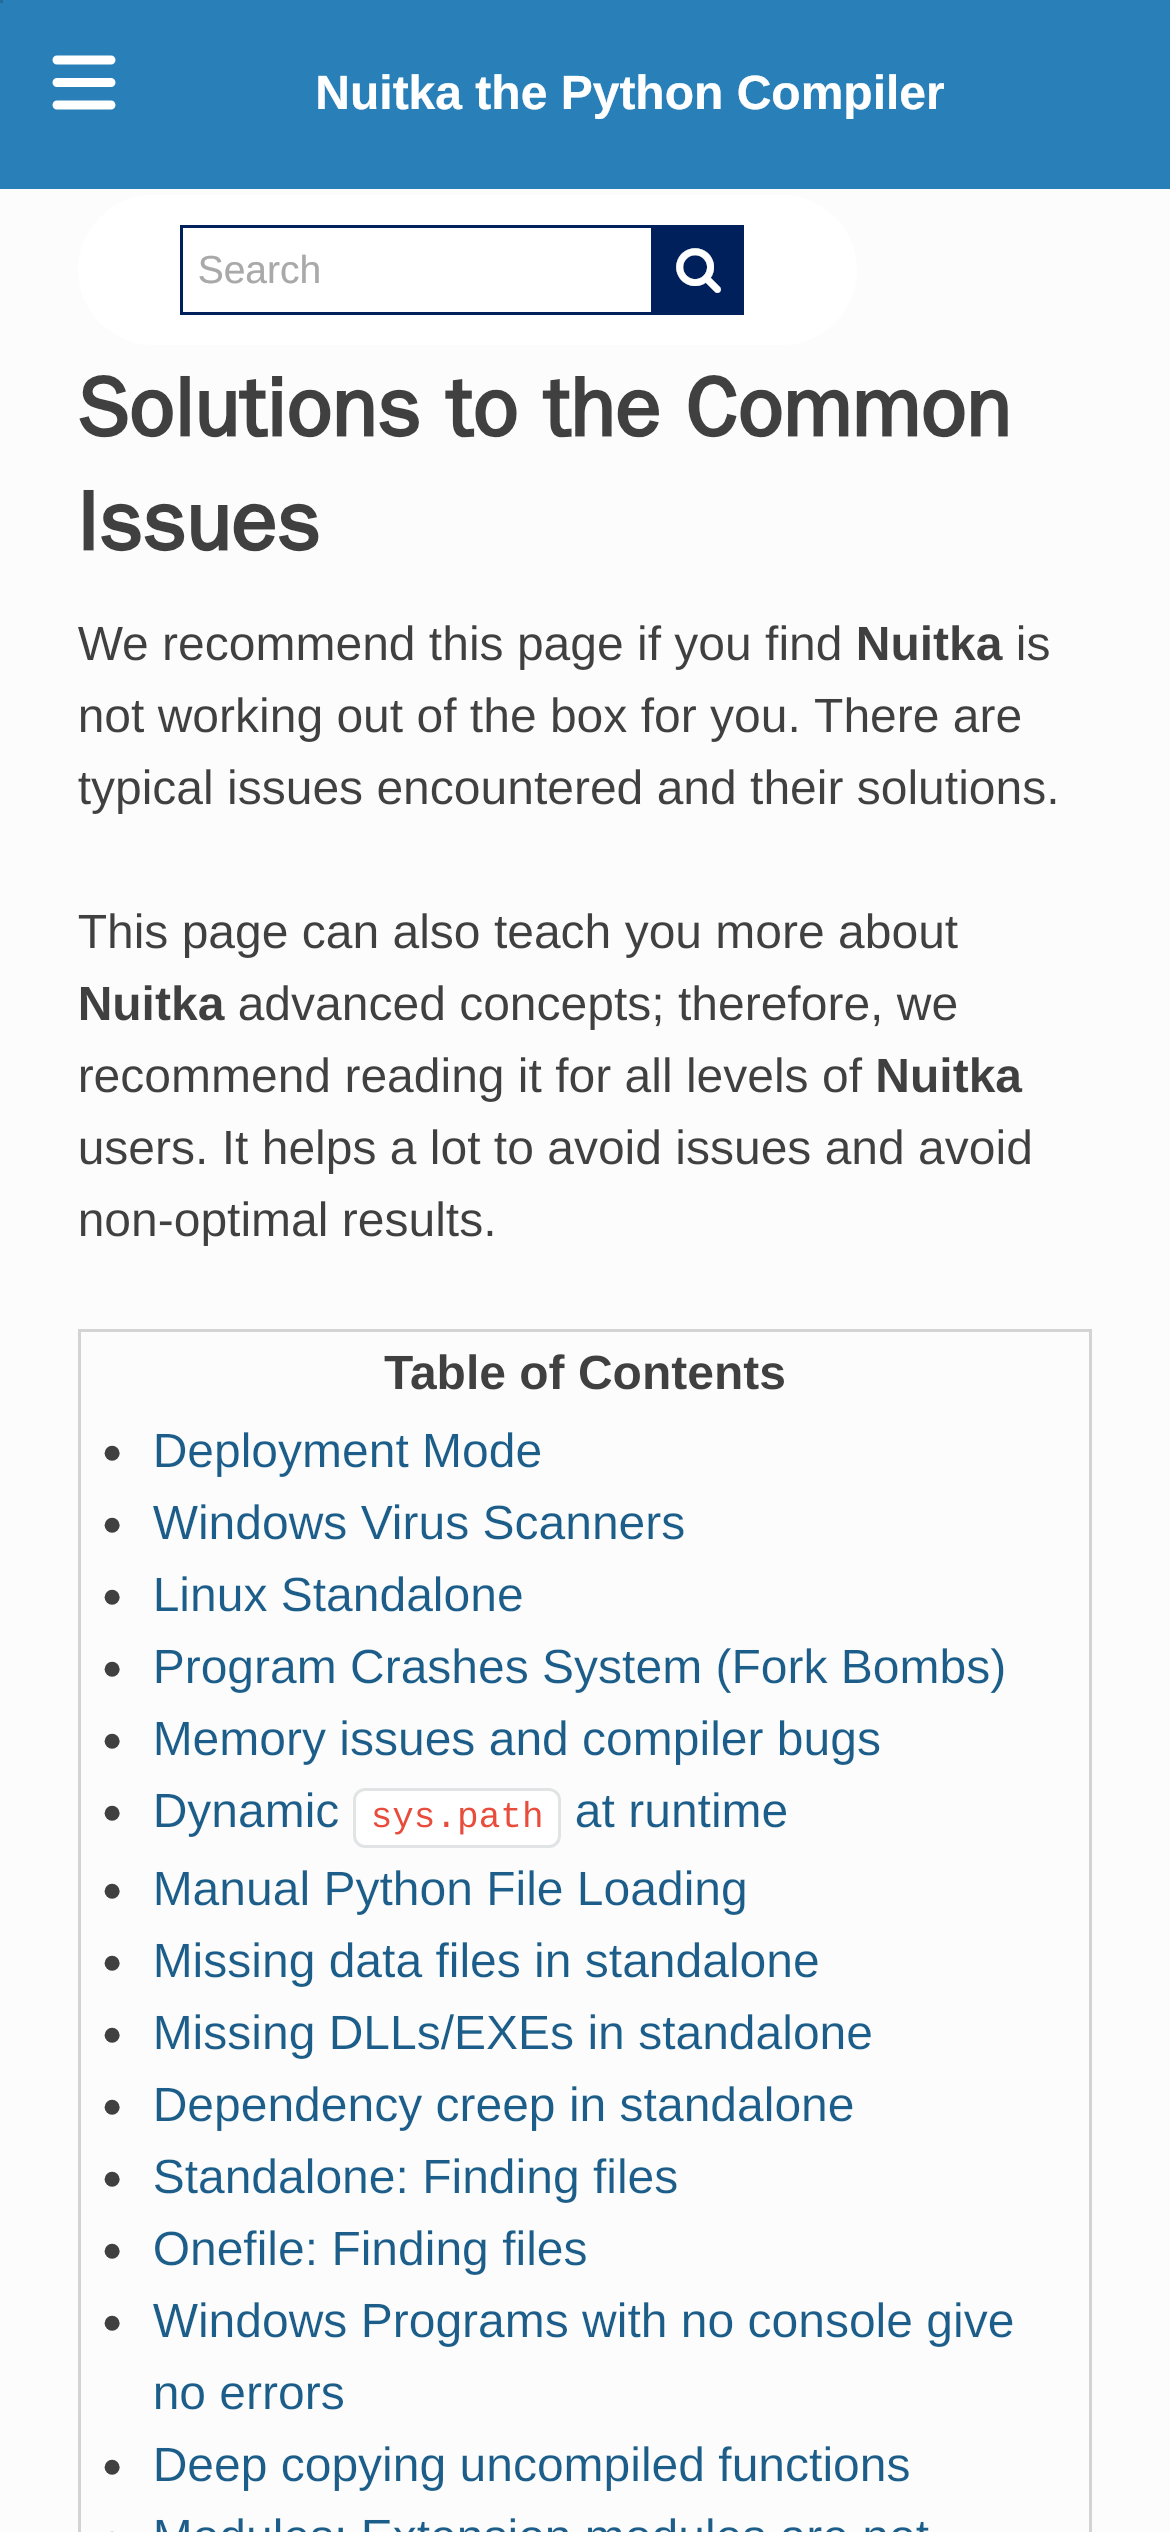 Nuitka the Python Compiler
Search
Solutions to the Common
Issues
We recommend this page if you find Nuitka is
not working out of the box for you. There are
typical issues encountered and their solutions.
This page can also teach you more about
Nuitka advanced concepts; therefore, we
recommend reading it for all levels of Nuitka
users. It helps a lot to avoid issues and avoid
non-optimal results.
Table of Contents
• Deployment Mode
• Windows Virus Scanners
• Linux Standalone
• Program Crashes System (Fork Bombs)
• Memory issues and compiler bugs
• Dynamic sys.path at runtime
• Manual Python File Loading
• Missing data files in standalone
• Missing DLLs/EXEs in standalone
• Dependency creep in standalone
• Standalone: Finding files
• Onefile: Finding files
• Windows Programs with no console give
no errors
• Deep copying uncompiled functions
• Modules: Extension modules are not